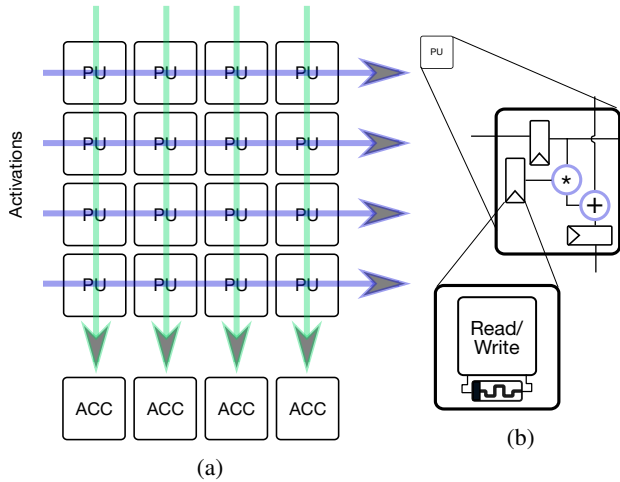 Activations
PU PU PU PU
PU PU PU PU
PU PU PU PU
PU PU PU PU
ACC ACC ACC ACC
(a)
PU
*
+
Read/
Write
(b)